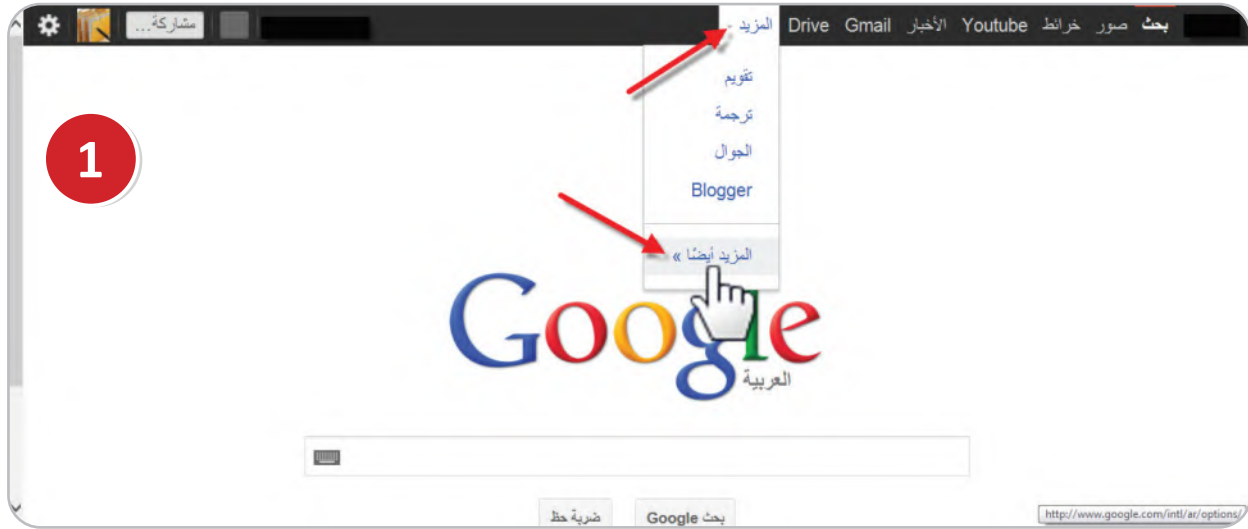 بحث صور خرائط Youtube الأخبار Gmail Drive المزيد
مشاركة...
تقويم
ترجمة
الجوال
Blogger
المزيد أيضًا »
1
Google
العربية
بحث Google
ضربة حظ
http://www.google.com/intl/ar/options/